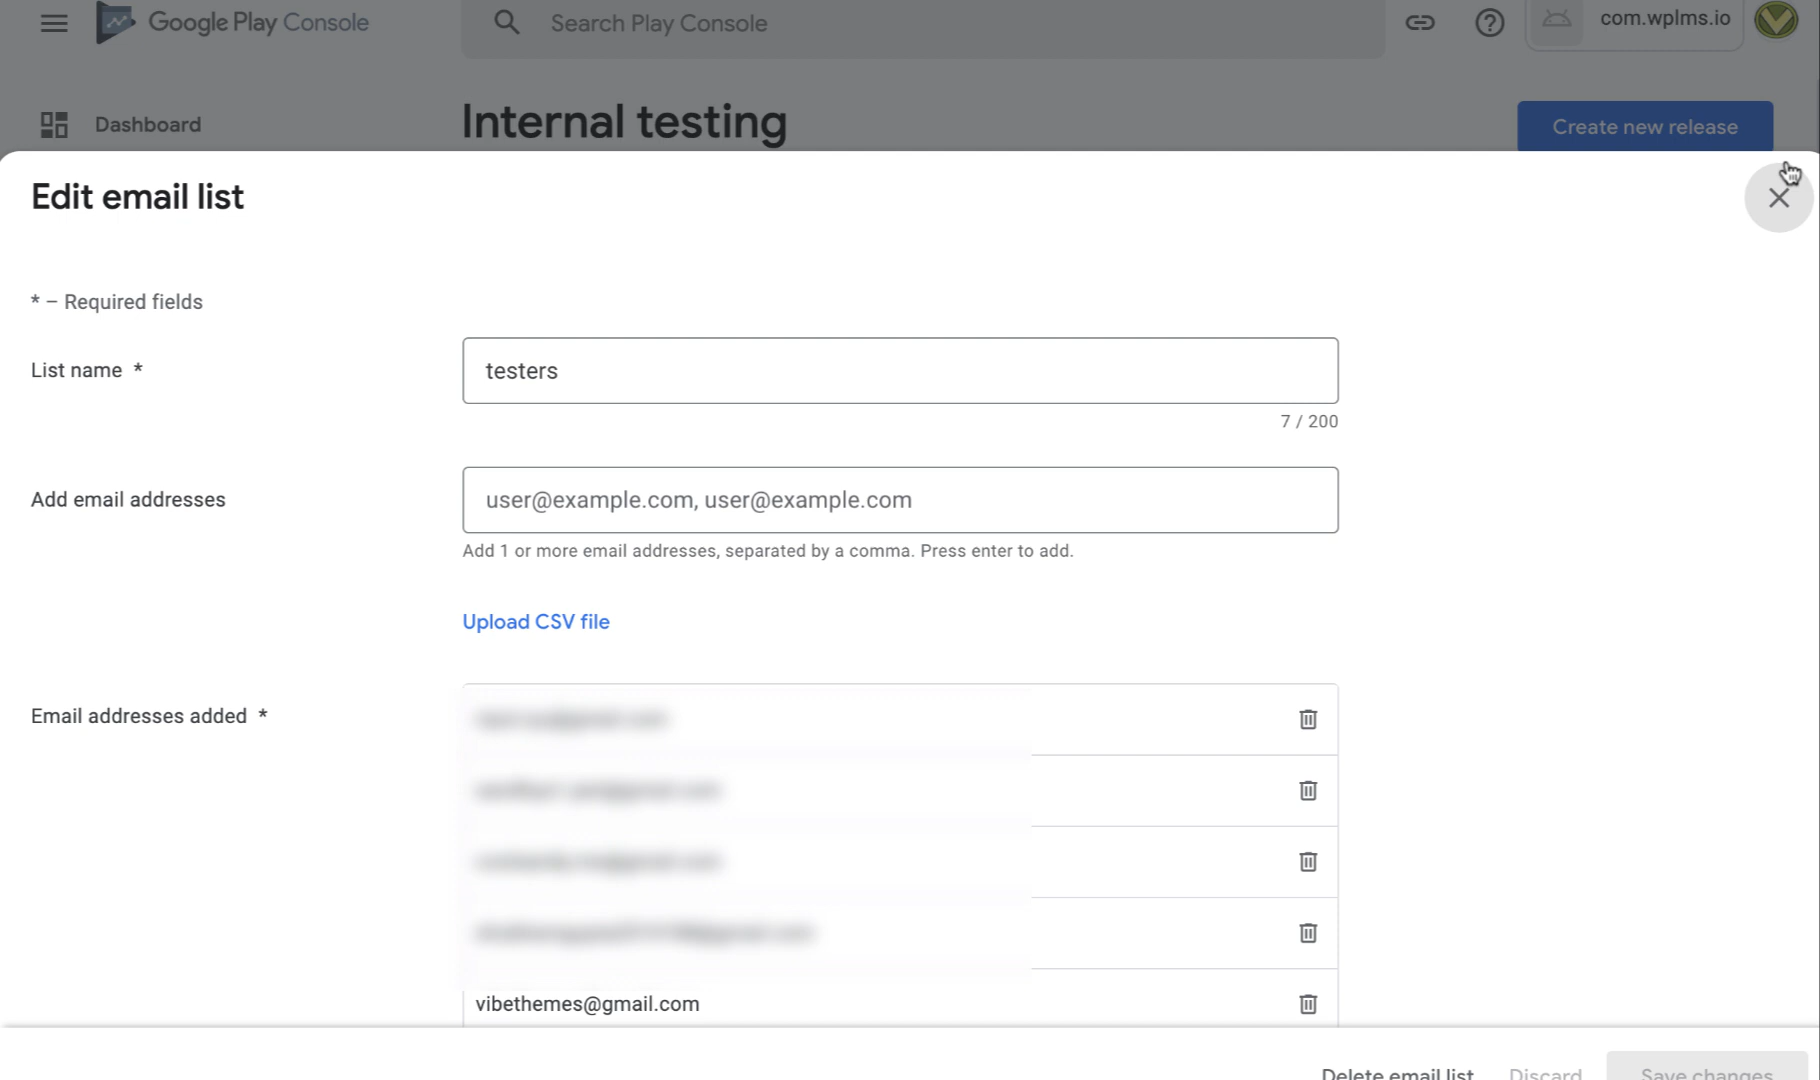 Google Play Console
Search Play Console
com.wplms.io
Dashboard
Internal testing
Create new release
Edit email list
* – Required fields
List name *
testers
7 / 200
Add email addresses
user@example.com, user@example.com
Add 1 or more email addresses, separated by a comma. Press enter to add.
Upload CSV file
Email addresses added *
vibethemes@gmail.com
Delete email list
Discard
Save changes